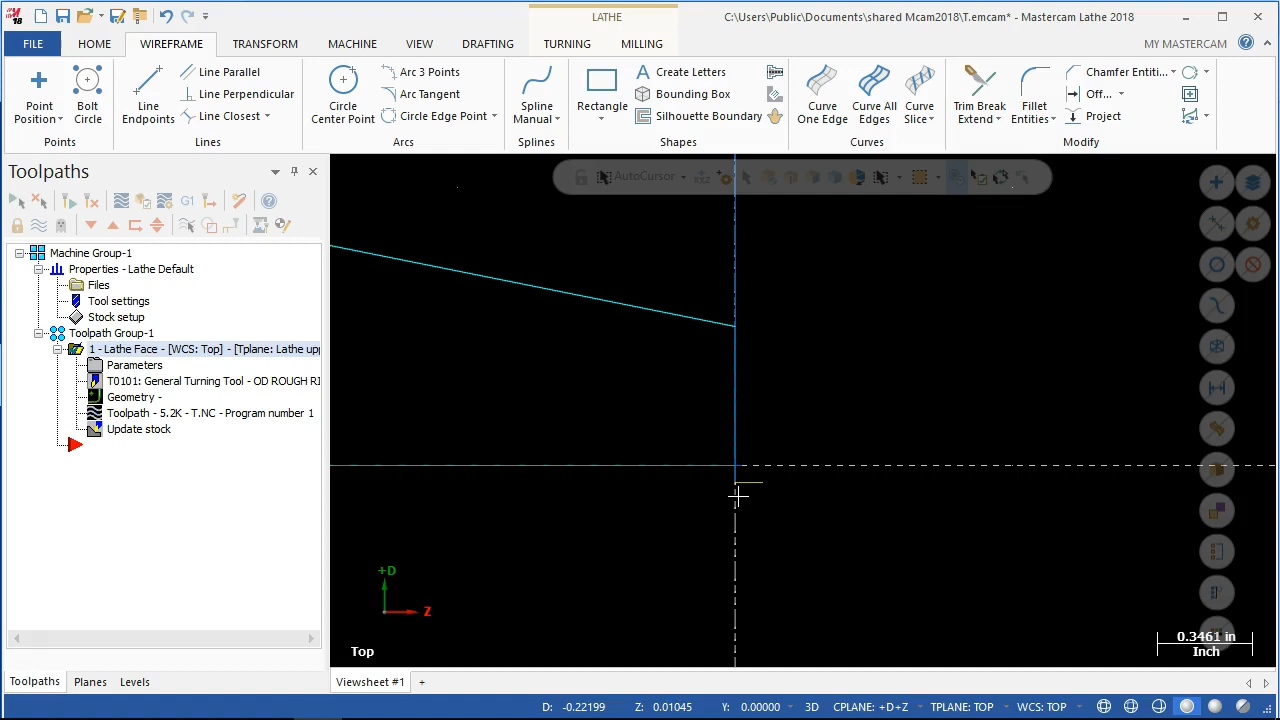 18
LATHE
C:\Users\Public\Documents\shared Mcam2018\T.emcam* - Mastercam Lathe 2018
FILE
HOME
WIREFRAME
TRANSFORM
MACHINE
VIEW
DRAFTING
TURNING
MILLING
MY MASTERCAM
Point
Position
Bolt
Circle
Points
Line
Endpoints
Line Parallel
Line Perpendicular
Line Closest
Lines
Circle
Center Point
Arc 3 Points
Arc Tangent
Circle Edge Point
Arcs
Spline
Manual
Splines
Rectangle
Create Letters
Bounding Box
Silhouette Boundary
Shapes
Curve
One Edge
Curve All
Edges
Curve
Slice
Curves
Trim Break
Extend
Fillet
Entities
Chamfer Entiti...
Off...
Project
Modify
Toolpaths
G1
Machine Group-1
Properties - Lathe Default
Files
Tool settings
Stock setup
Toolpath Group-1
1 - Lathe Face - [WCS: Top] - [Tplane: Lathe upp
Parameters
T0101: General Turning Tool - OD ROUGH RI
Geometry -
Toolpath - 5.2K - T.NC - Program number 1
Update stock
AutoCursor
+D
Z
Top
0.3461 in
Inch
Toolpaths
Planes
Levels
Viewsheet #1
+
D: -0.22199
Z: 0.01045
Y: 0.00000
3D
CPLANE: +D+Z
TPLANE: TOP
WCS: TOP